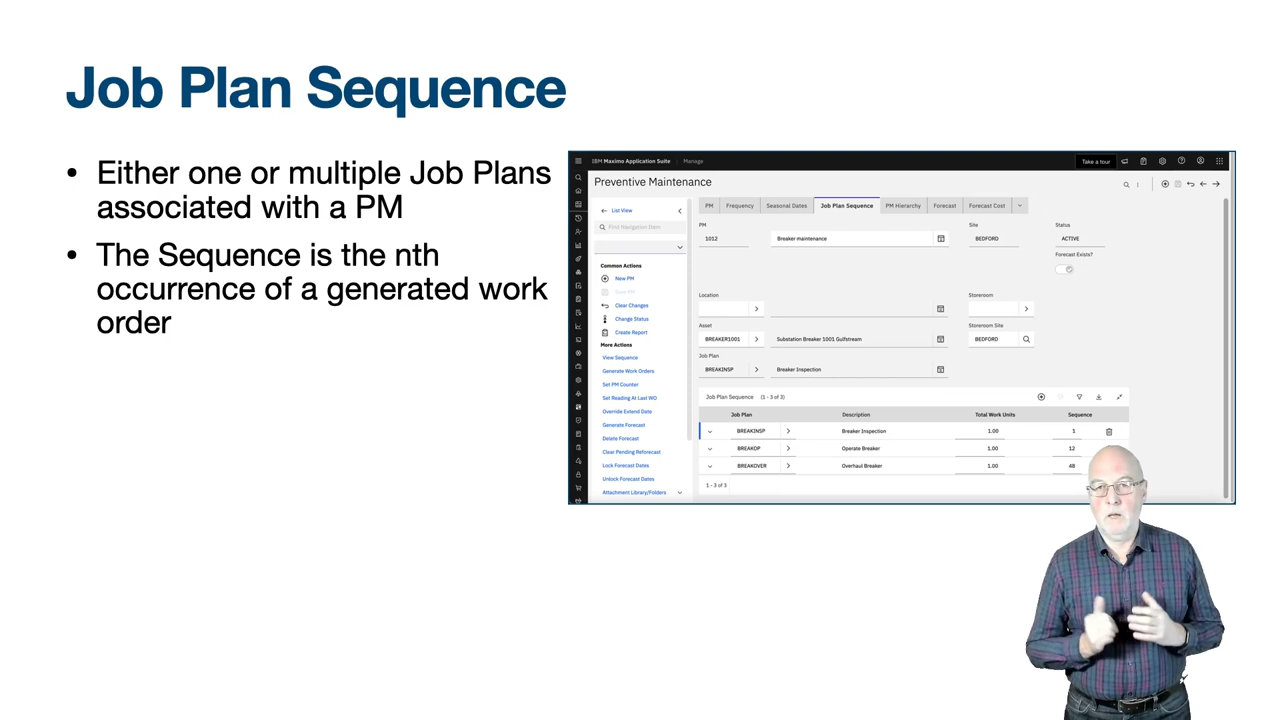 Job Plan Sequence
• Either one or multiple Job Plans
associated with a PM
• The Sequence is the nth
occurrence of a generated work
order
IBM Maximo Application Suite Manage Take a tour
Preventive Maintenance
List View
Find Navigation Item
Common Actions
New PM
Save PM
Clear Changes
Change Status
Create Report
More Actions
View Sequence
Generate Work Orders
Set PM Counter
Set Reading At Last WO
Override Extend Date
Generate Forecast
Delete Forecast
Clear Pending Reforecast
Lock Forecast Dates
Unlock Forecast Dates
Attachment Library/Folders
PM Frequency Seasonal Dates Job Plan Sequence PM Hierarchy Forecast Forecast Cost
PM Site Status
1012 Breaker maintenance BEDFORD ACTIVE
Forecast Exists?
Location Storeroom
Asset Storeroom Site
BREAKER1001 Substation Breaker 1001 Gulfstream BEDFORD
Job Plan
BREAKINSP Breaker Inspection
Job Plan Sequence (1 - 3 of 3)
Job Plan Description Total Work Units Sequence
BREAKINSP Breaker Inspection 1.00 1
BREAKOP Operate Breaker 1.00 12
BREAKOVER Overhaul Breaker 1.00 48
1 - 3 of 3